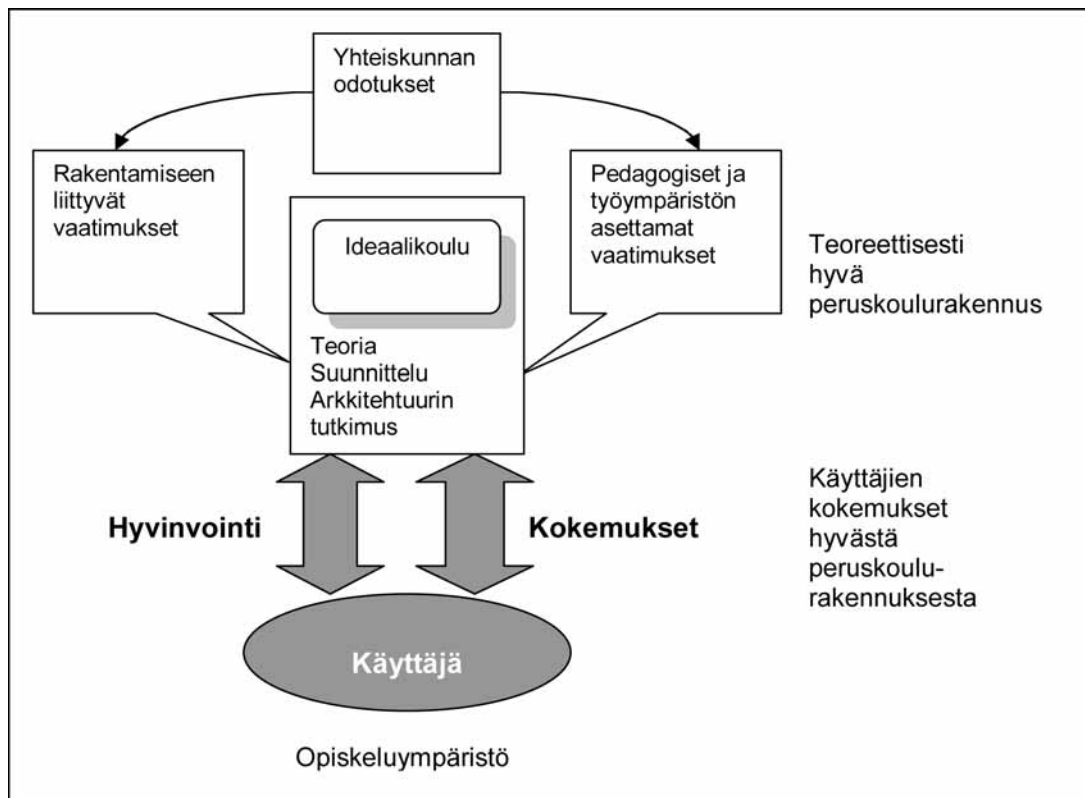 Yhteiskunnan
odotukset
Rakentamiseen
liittyvät
vaatimukset
Pedagogiset ja
työympäristön
asettamat
vaatimukset
Ideaalikoulu
Teoria
Suunnittelu
Arkkitehtuurin
tutkimus
Teoreettisesti
hyvä
peruskoulurakennus
Hyvinvointi
Kokemukset
Käyttäjien
kokemukset
hyvästä
peruskoulu-
rakennuksesta
Käyttäjä
Opiskeluympäristö